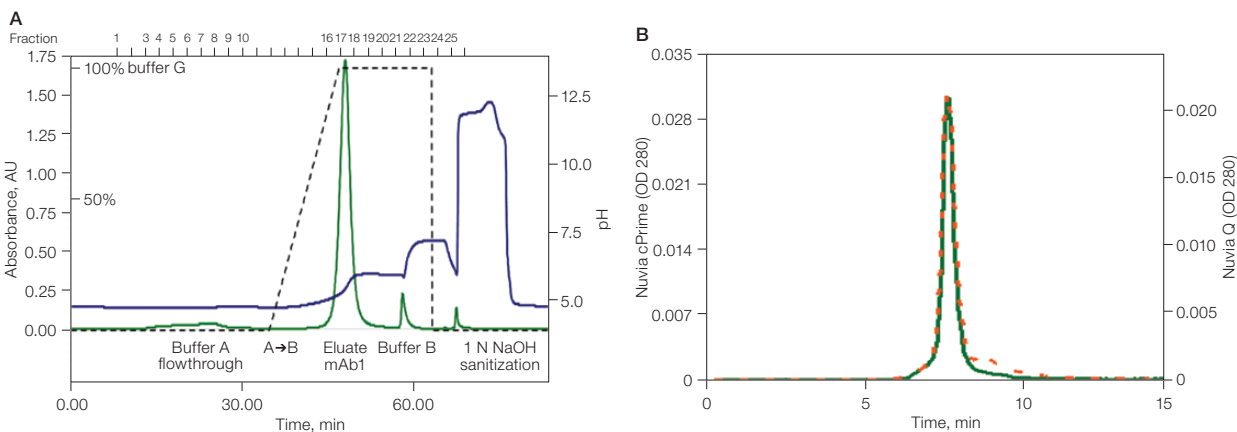 A
Fraction 1 3 4 5 6 7 8 9 10 16 17 18 19 20 21 22 23 24 25
1.75
1.50
1.25
1.00
0.75
0.50
0.25
0.00
Absorbance, AU
100% buffer G
50%
12.5
10.0
7.5
5.0
pH
Buffer A
flowthrough
A➔B
Eluate
mAb1
Buffer B
1 N NaOH
sanitization
0.00 30.00 60.00
Time, min
B
0.035
0.028
0.021
0.014
0.007
0
Nuvia cPrime (OD 280)
0.020
0.015
0.010
0.005
0
Nuvia Q (OD 280)
0 5 10 15
Time, min